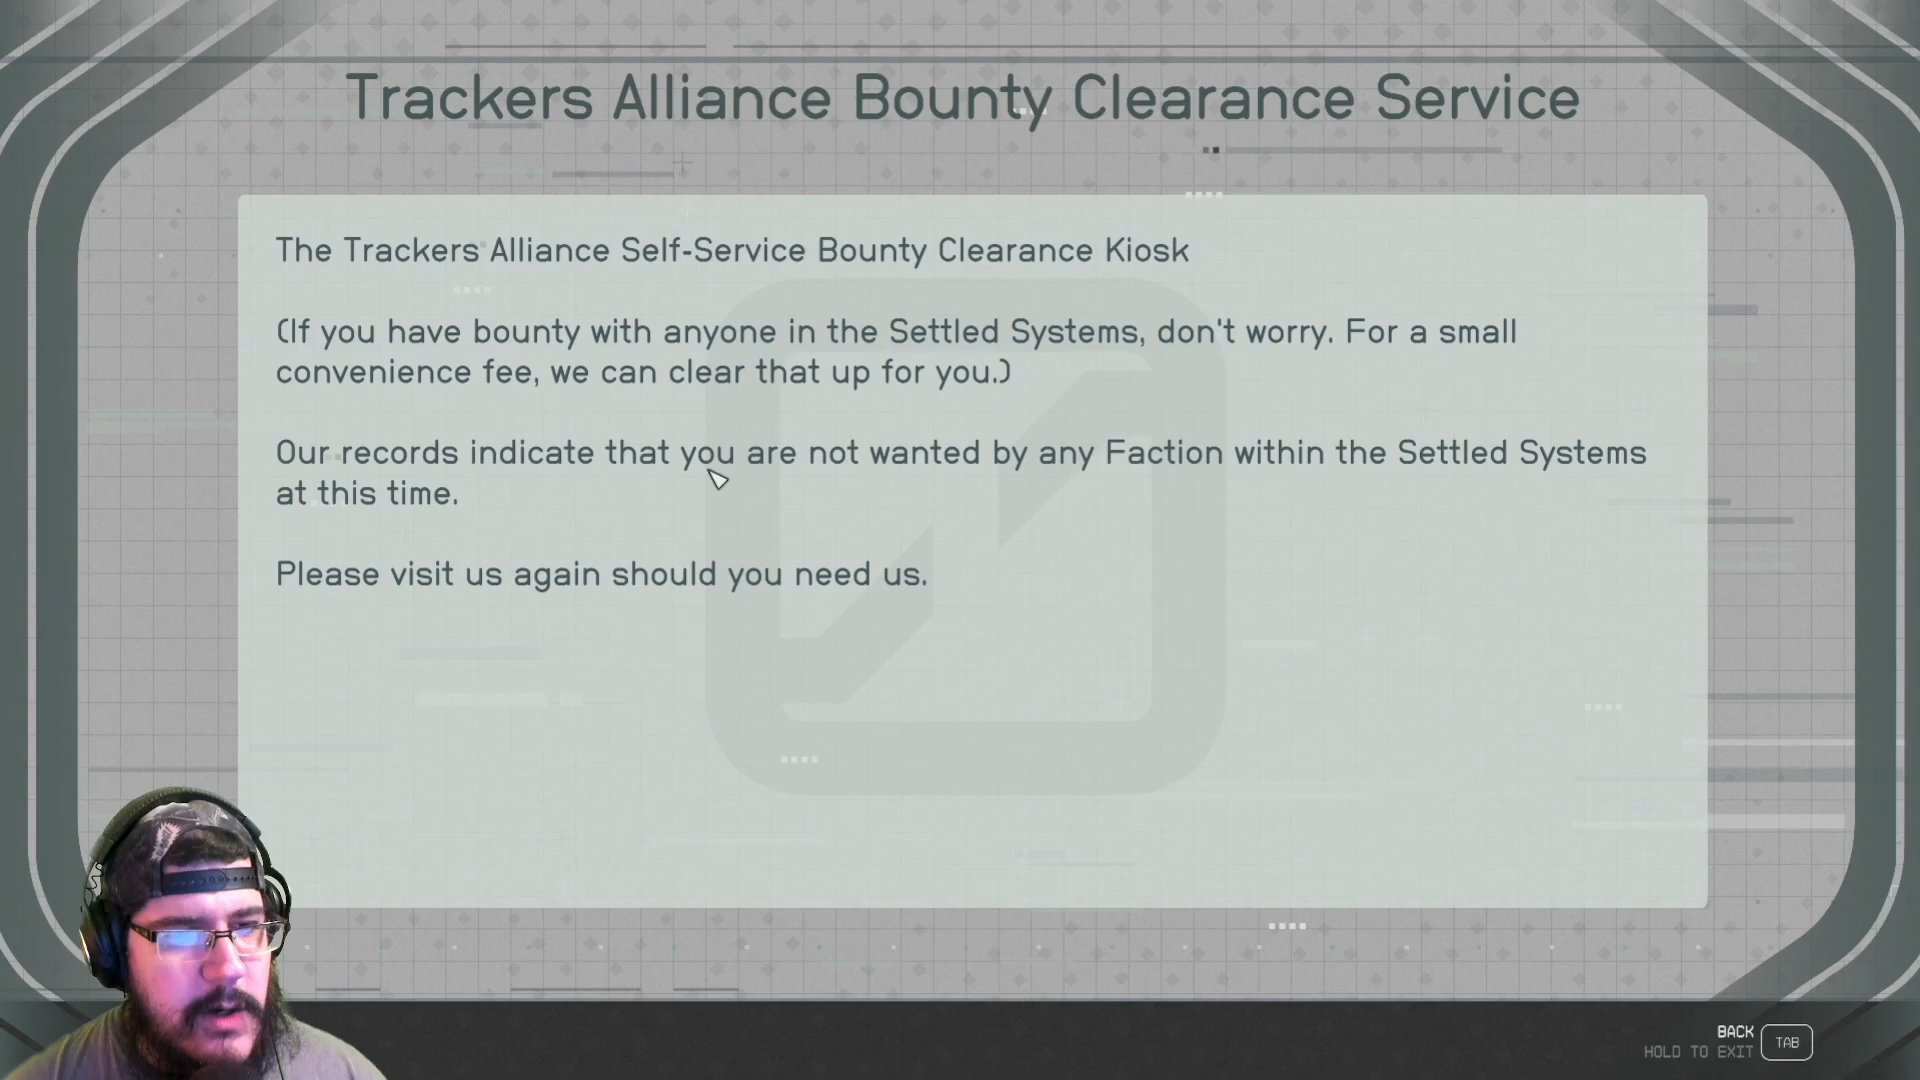 Trackers Alliance Bounty Clearance Service
The Trackers Alliance Self-Service Bounty Clearance Kiosk
(If you have bounty with anyone in the Settled Systems, don't worry. For a small
convenience fee, we can clear that up for you.)
Our records indicate that you are not wanted by any Faction within the Settled Systems
at this time.
Please visit us again should you need us.
BACK
HOLD TO EXIT
TAB